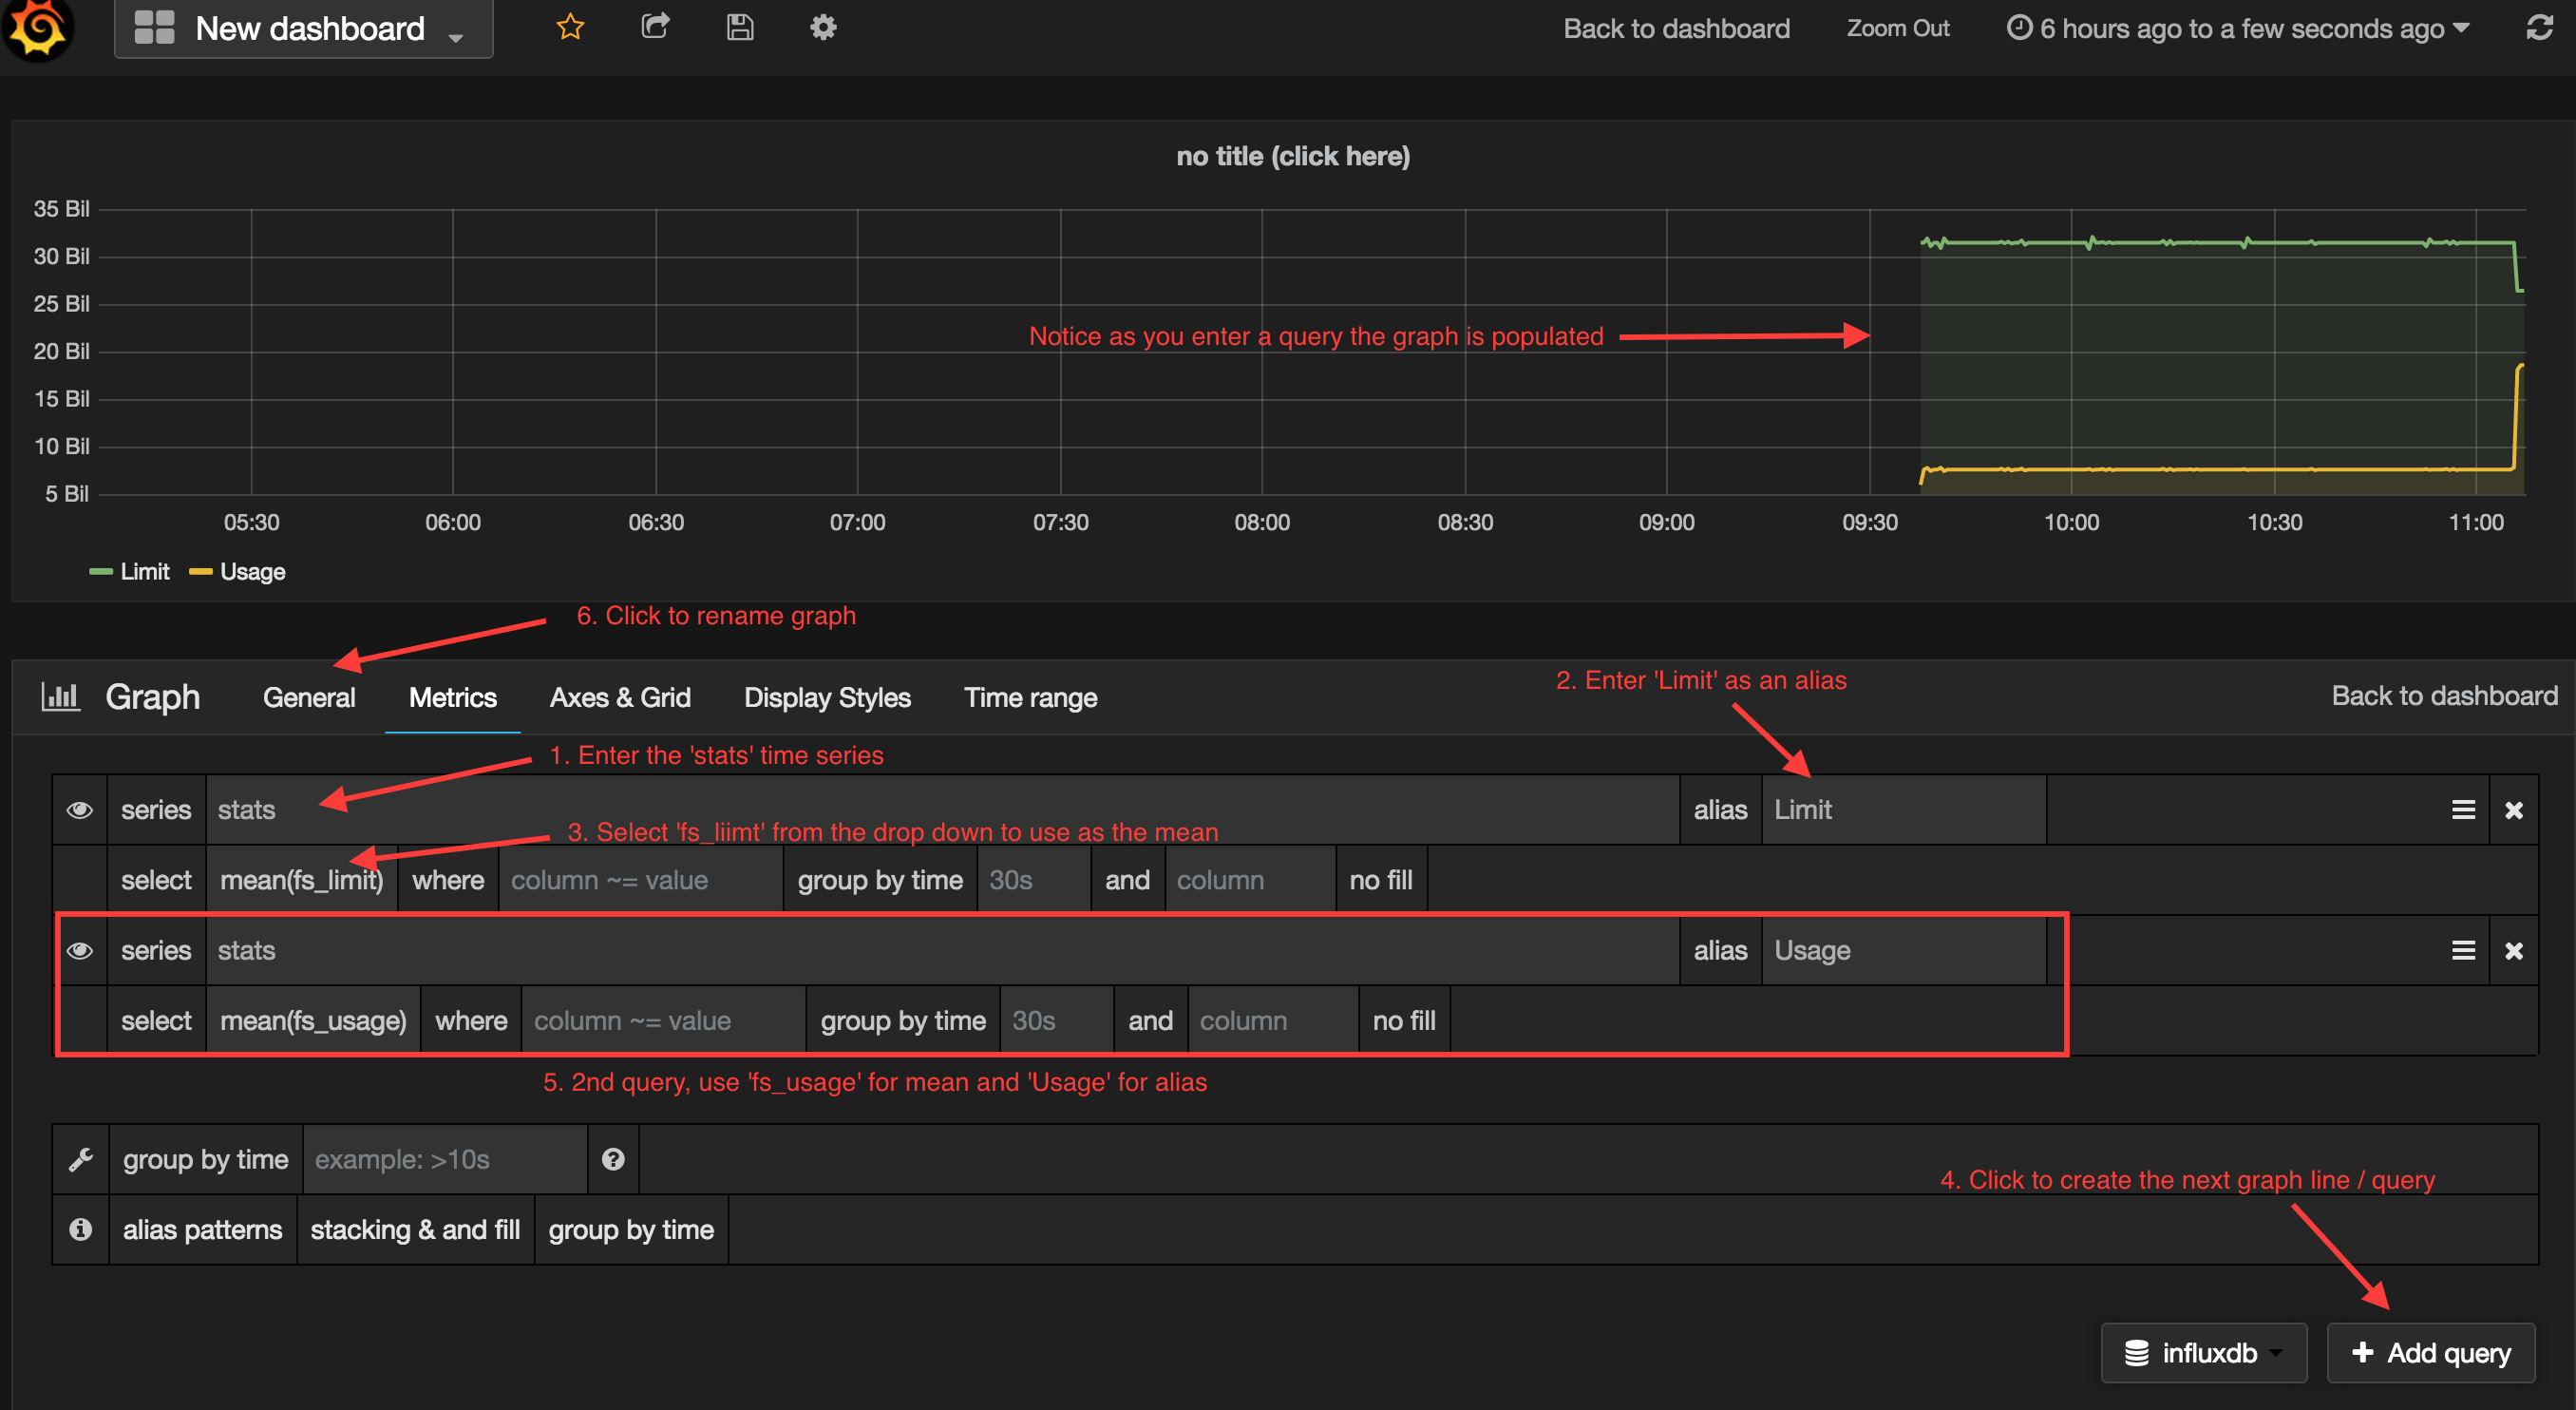 New dashboard
Back to dashboard Zoom Out 6 hours ago to a few seconds ago
no title (click here)
35 Bil
30 Bil
25 Bil
20 Bil
15 Bil
10 Bil
5 Bil
Notice as you enter a query the graph is populated
05:30 06:00 06:30 07:00 07:30 08:00 08:30 09:00 09:30 10:00 10:30 11:00
Limit Usage
6. Click to rename graph
Graph General Metrics Axes & Grid Display Styles Time range Back to dashboard
2. Enter 'Limit' as an alias
1. Enter the 'stats' time series
series stats alias Limit
3. Select 'fs_liimt' from the drop down to use as the mean
select mean(fs_limit) where column ~= value group by time 30s and column no fill
series stats alias Usage
select mean(fs_usage) where column ~= value group by time 30s and column no fill
5. 2nd query, use 'fs_usage' for mean and 'Usage' for alias
group by time example: >10s
4. Click to create the next graph line / query
alias patterns stacking & and fill group by time
influxdb + Add query